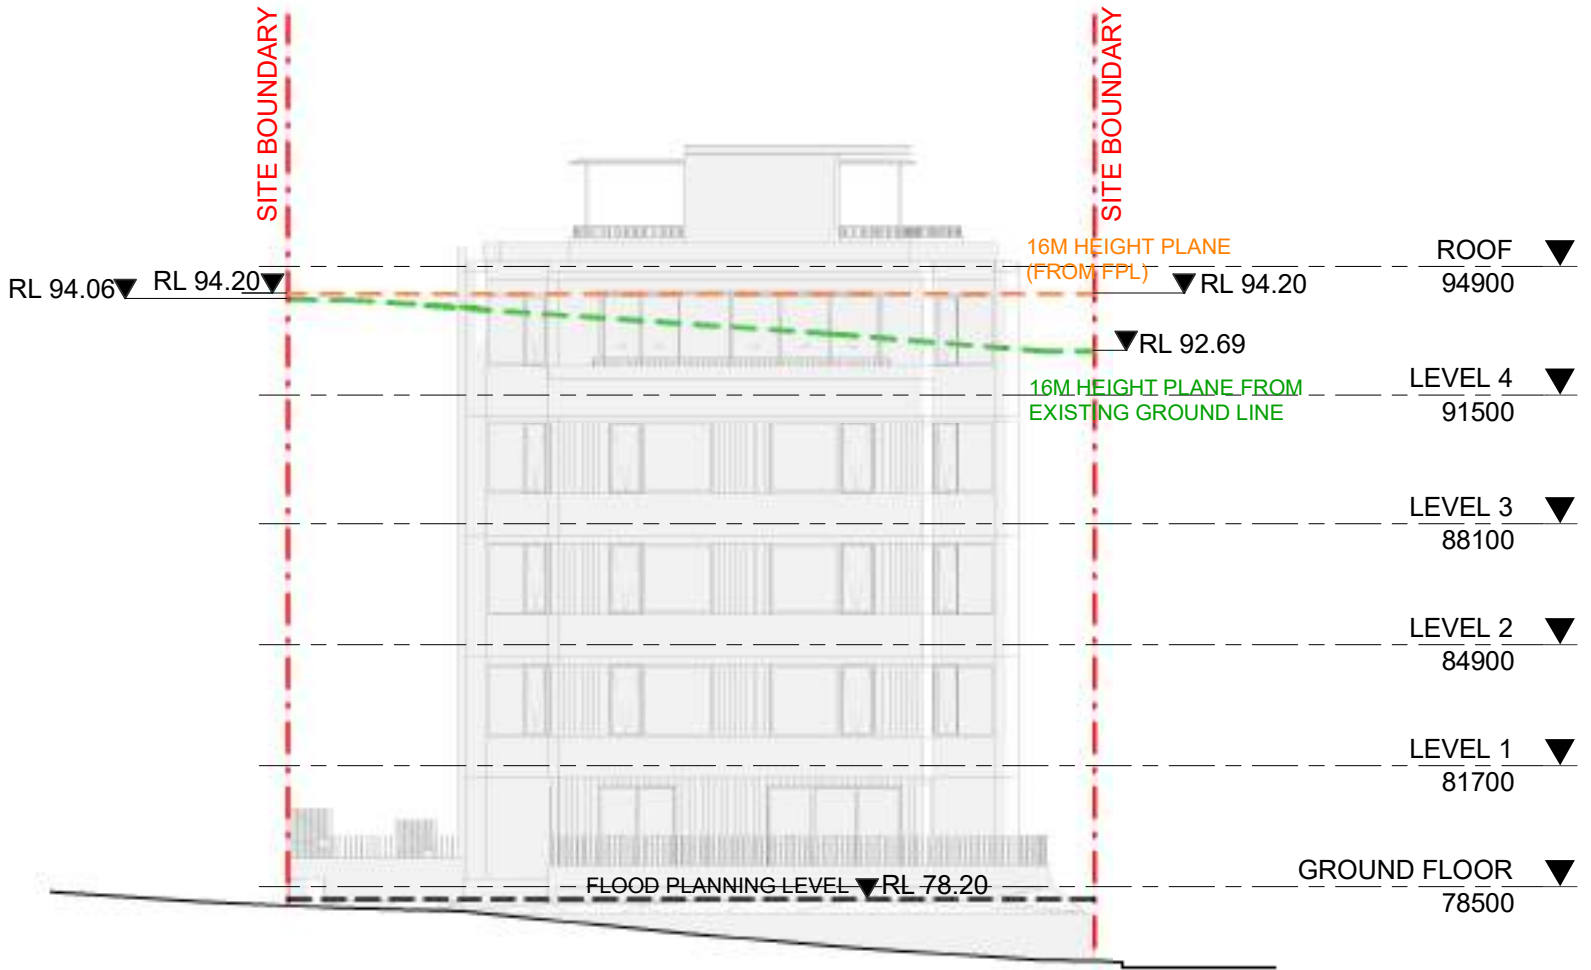 SITE BOUNDARY
SITE BOUNDARY
16M HEIGHT PLANE
(FROM FPL)
ROOF
94900
RL 94.06
RL 94.20
RL 94.20
RL 92.69
16M HEIGHT PLANE FROM
EXISTING GROUND LINE
LEVEL 4
91500
LEVEL 3
88100
LEVEL 2
84900
LEVEL 1
81700
FLOOD PLANNING LEVEL RL 78.20
GROUND FLOOR
78500